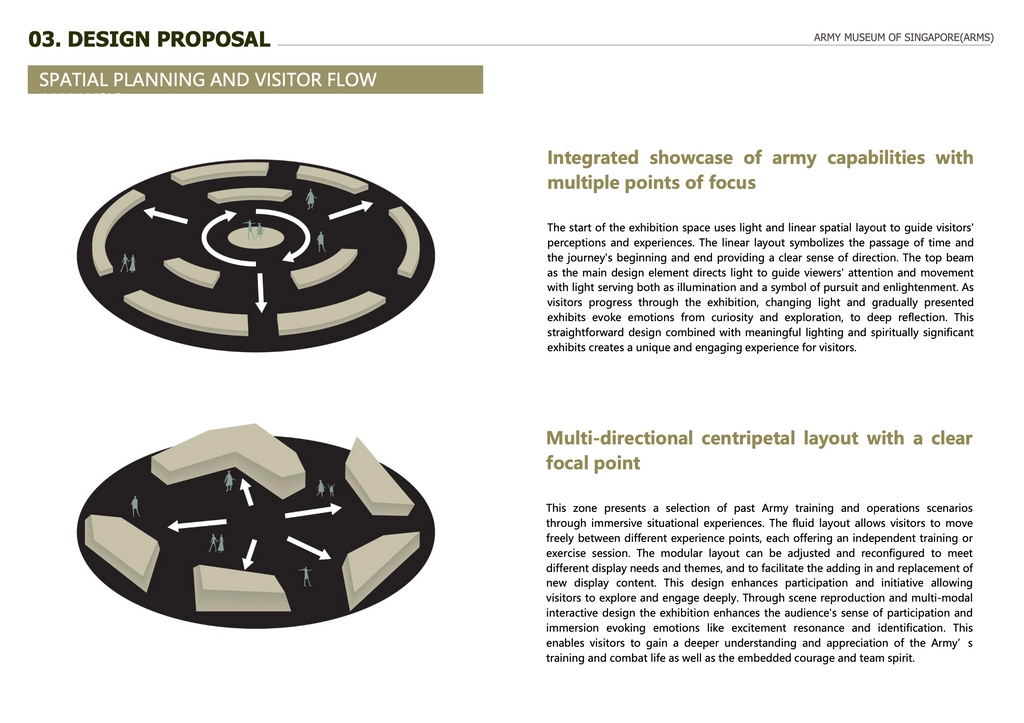 03. DESIGN PROPOSAL
ARMY MUSEUM OF SINGAPORE(ARMS)
SPATIAL PLANNING AND VISITOR FLOW
Integrated showcase of army capabilities with
multiple points of focus
The start of the exhibition space uses light and linear spatial layout to guide visitors'
perceptions and experiences. The linear layout symbolizes the passage of time and
the journey's beginning and end providing a clear sense of direction. The top beam
as the main design element directs light to guide viewers' attention and movement
with light serving both as illumination and a symbol of pursuit and enlightenment. As
visitors progress through the exhibition, changing light and gradually presented
exhibits evoke emotions from curiosity and exploration, to deep reflection. This
straightforward design combined with meaningful lighting and spiritually significant
exhibits creates a unique and engaging experience for visitors.
Multi-directional centripetal layout with a clear
focal point
This zone presents a selection of past Army training and operations scenarios
through immersive situational experiences. The fluid layout allows visitors to move
freely between different experience points, each offering an independent training or
exercise session. The modular layout can be adjusted and reconfigured to meet
different display needs and themes, and to facilitate the adding in and replacement of
new display content. This design enhances participation and initiative allowing
visitors to explore and engage deeply. Through scene reproduction and multi-modal
interactive design the exhibition enhances the audience's sense of participation and
immersion evoking emotions like excitement resonance and identification. This
enables visitors to gain a deeper understanding and appreciation of the Army’ s
training and combat life as well as the embedded courage and team spirit.